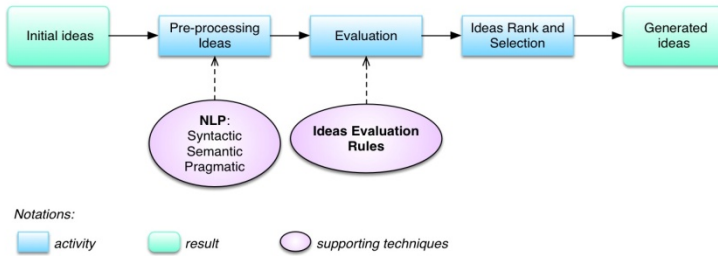 Initial ideas
Pre-processing
Ideas
Evaluation
Ideas Rank and
Selection
Generated
ideas
NLP:
Syntactic
Semantic
Pragmatic
Ideas Evaluation
Rules
Notations:
activity
result
supporting techniques